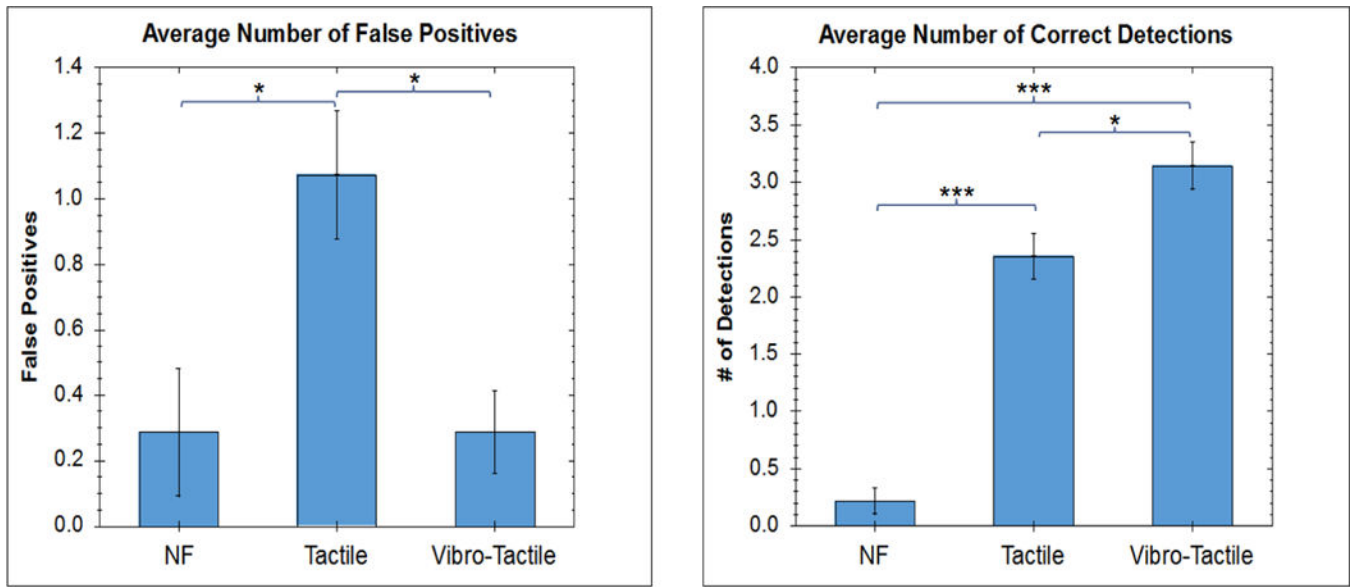 Average Number of False Positives
1.4
1.2
1.0
0.8
0.6
0.4
0.2
0.0
False Positives
*
*
NF
Tactile
Vibro-Tactile
Average Number of Correct Detections
4.0
3.5
3.0
2.5
2.0
1.5
1.0
0.5
0.0
# of Detections
***
*
***
NF
Tactile
Vibro-Tactile